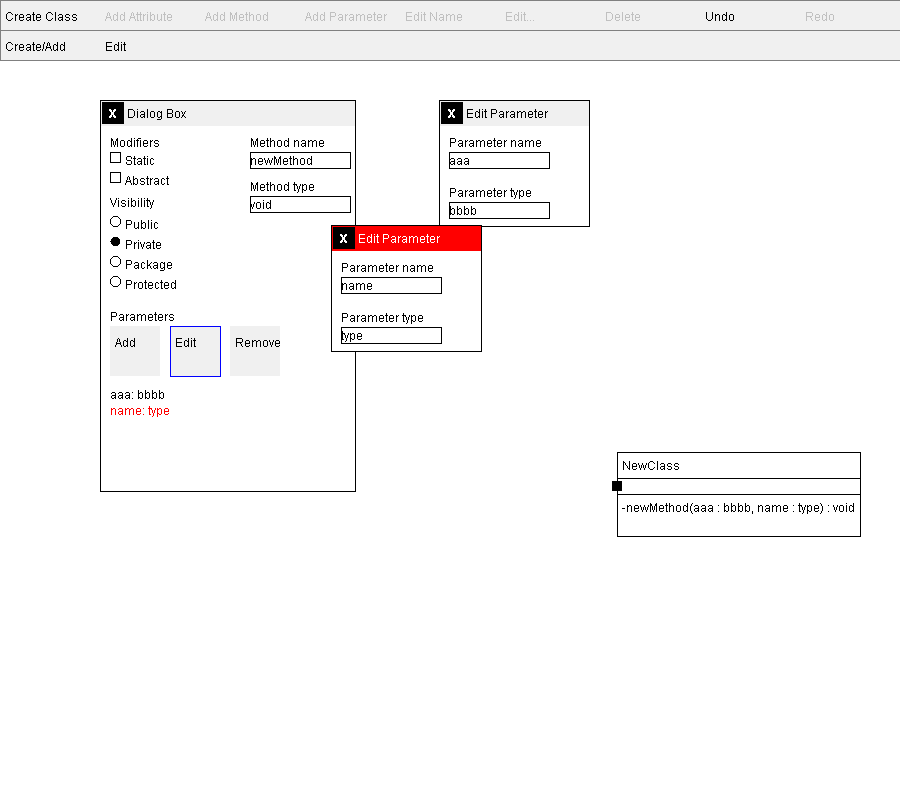 Create Class Add Attribute Add Method Add Parameter Edit Name Edit... Delete Undo Redo
Create/Add Edit
X Dialog Box
Modifiers
Static
Abstract
Visibility
Public
Private
Package
Protected
Method name
newMethod
Method type
void
Parameters
Add Edit Remove
aaa: bbbb
name: type
X Edit Parameter
Parameter name
aaa
Parameter type
bbbb
X Edit Parameter
Parameter name
name
Parameter type
type
NewClass
-newMethod(aaa : bbbb, name : type) : void